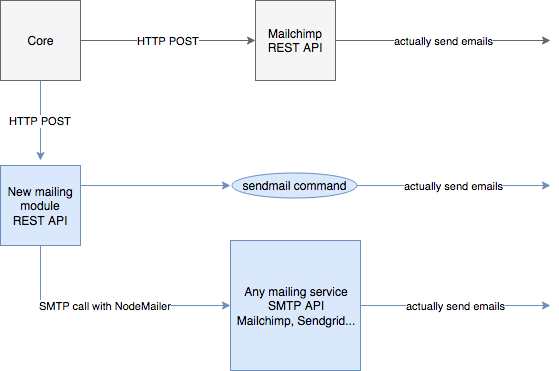 Core
HTTP POST
Mailchimp
REST API
actually send emails
HTTP POST
New mailing
module
REST API
sendmail command
actually send emails
SMTP call with NodeMailer
Any mailing service
SMTP API
Mailchimp, Sendgrid...
actually send emails